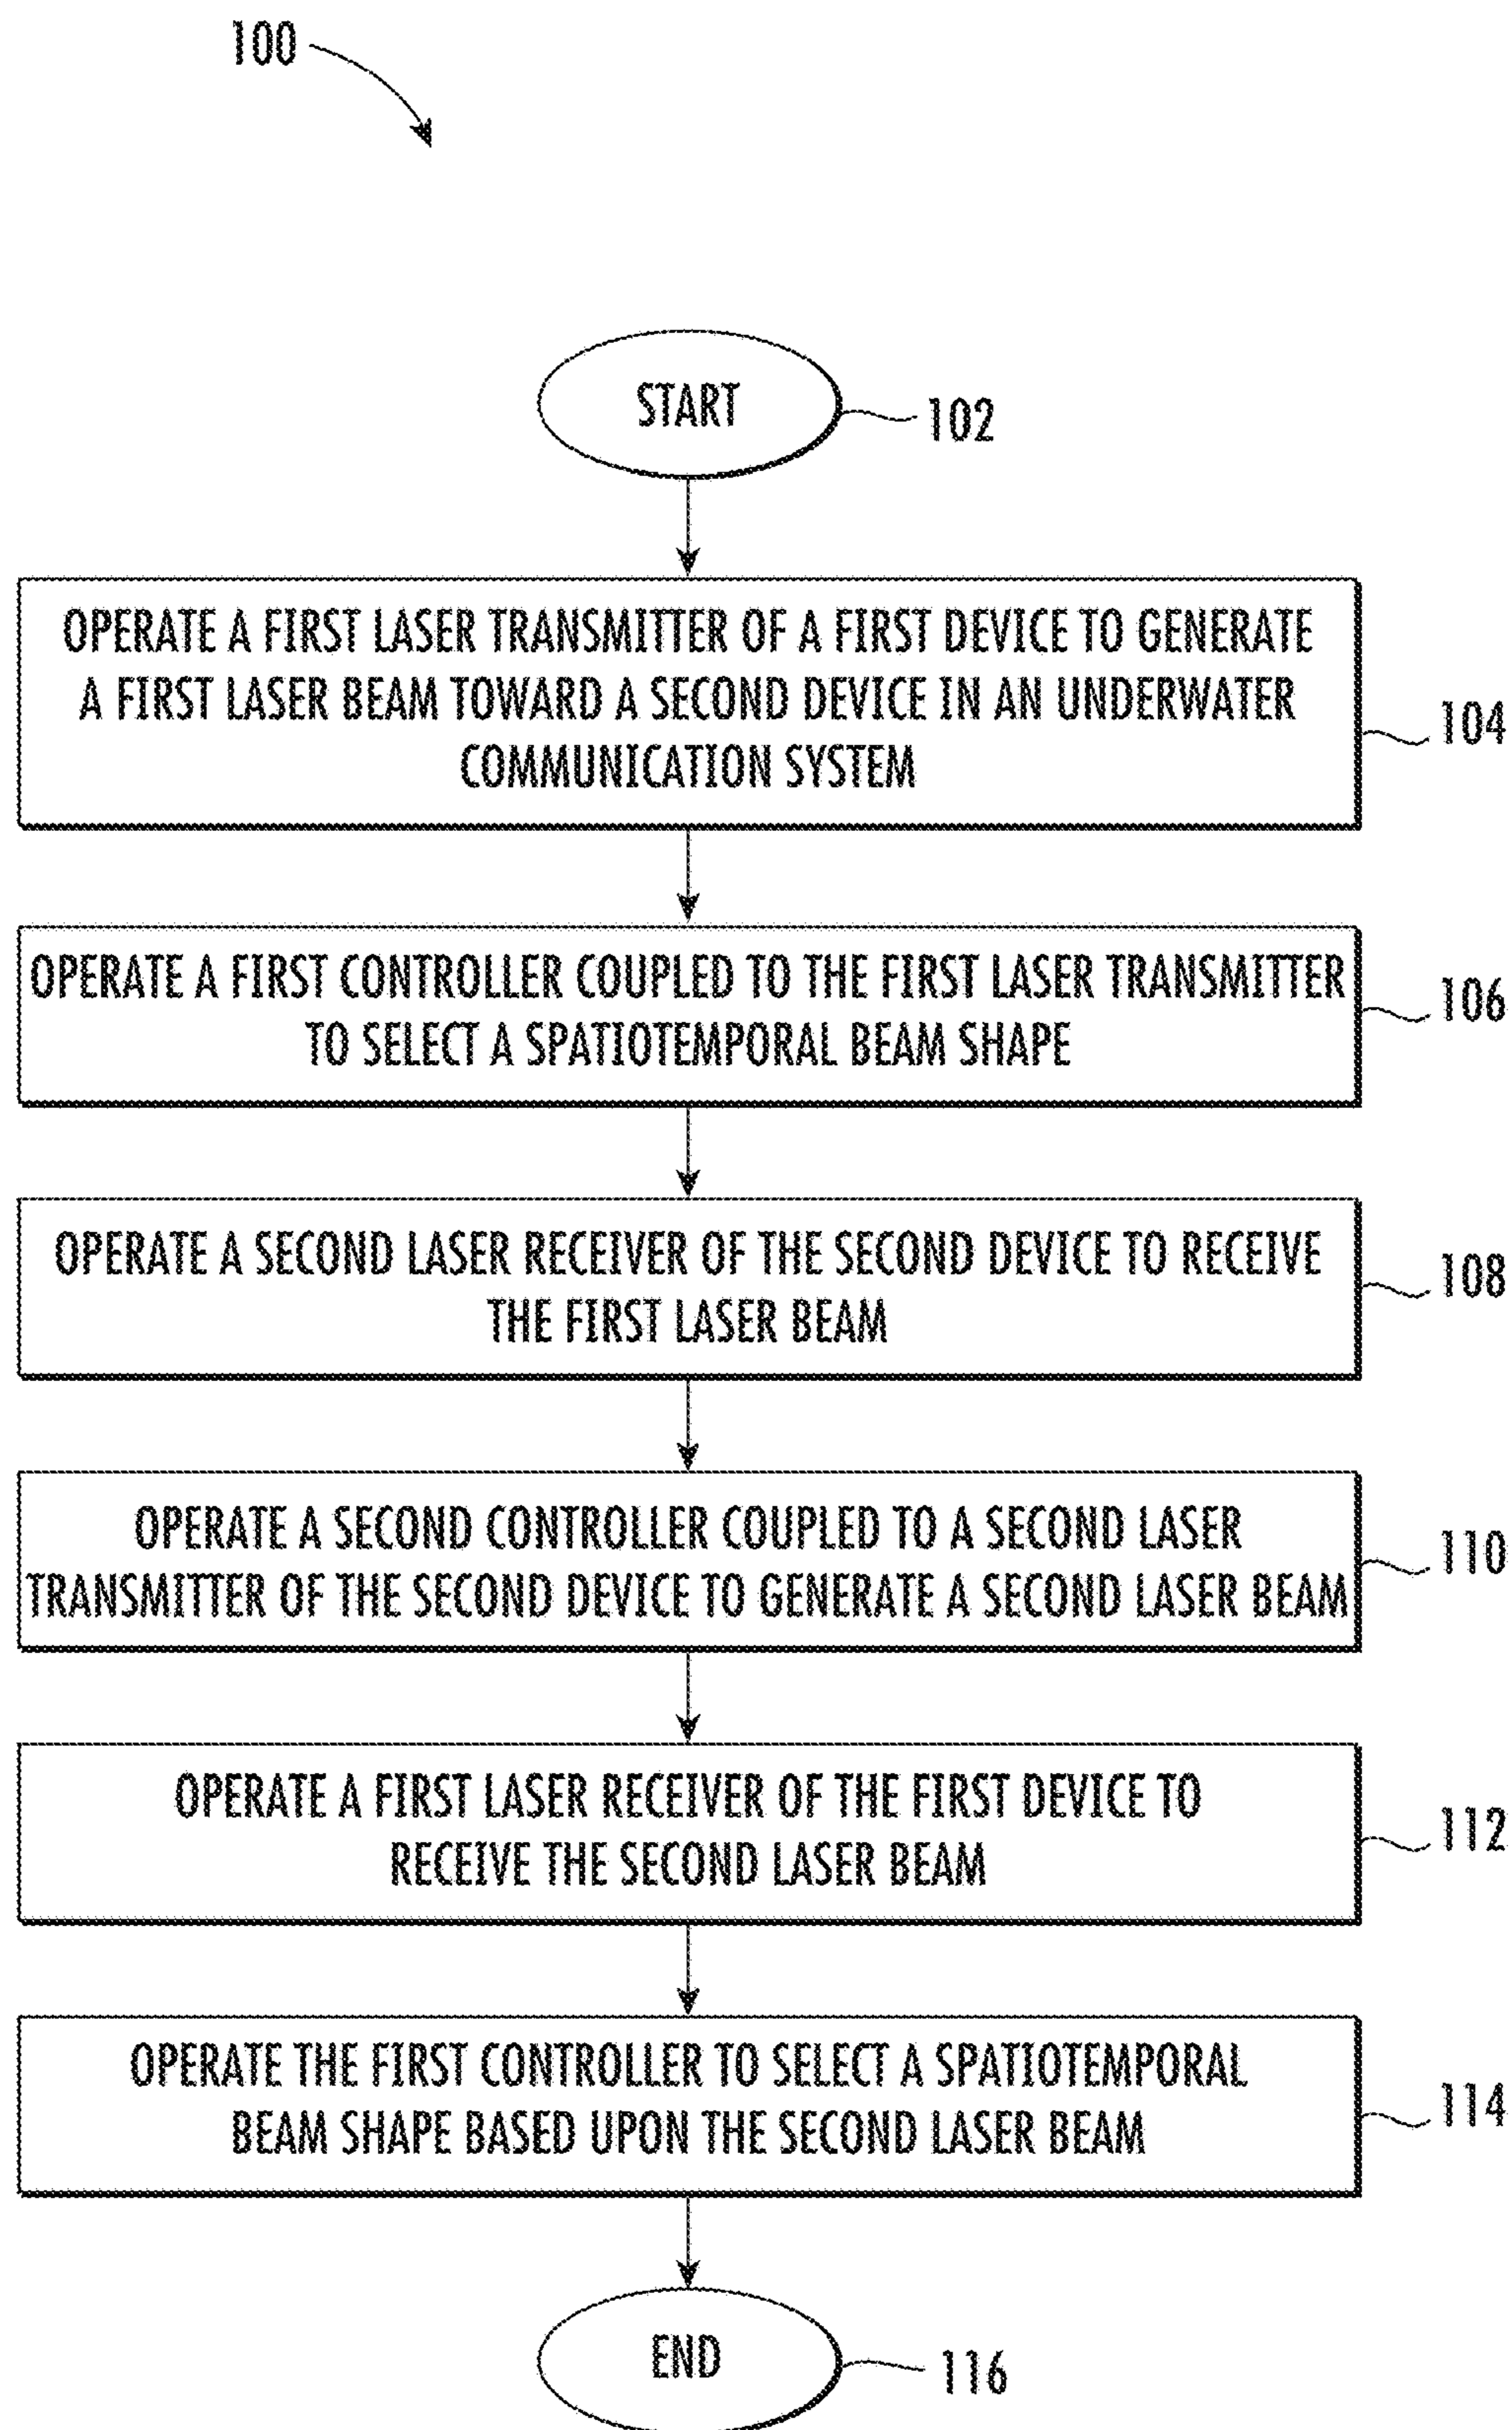 100
START
102
OPERATE A FIRST LASER TRANSMITTER OF A FIRST DEVICE TO GENERATE
A FIRST LASER BEAM TOWARD A SECOND DEVICE IN AN UNDERWATER
COMMUNICATION SYSTEM
104
OPERATE A FIRST CONTROLLER COUPLED TO THE FIRST LASER TRANSMITTER
TO SELECT A SPATIOTEMPORAL BEAM SHAPE
106
OPERATE A SECOND LASER RECEIVER OF THE SECOND DEVICE TO RECEIVE
THE FIRST LASER BEAM
108
OPERATE A SECOND CONTROLLER COUPLED TO A SECOND LASER
TRANSMITTER OF THE SECOND DEVICE TO GENERATE A SECOND LASER BEAM
110
OPERATE A FIRST LASER RECEIVER OF THE FIRST DEVICE TO
RECEIVE THE SECOND LASER BEAM
112
OPERATE THE FIRST CONTROLLER TO SELECT A SPATIOTEMPORAL
BEAM SHAPE BASED UPON THE SECOND LASER BEAM
114
END
116